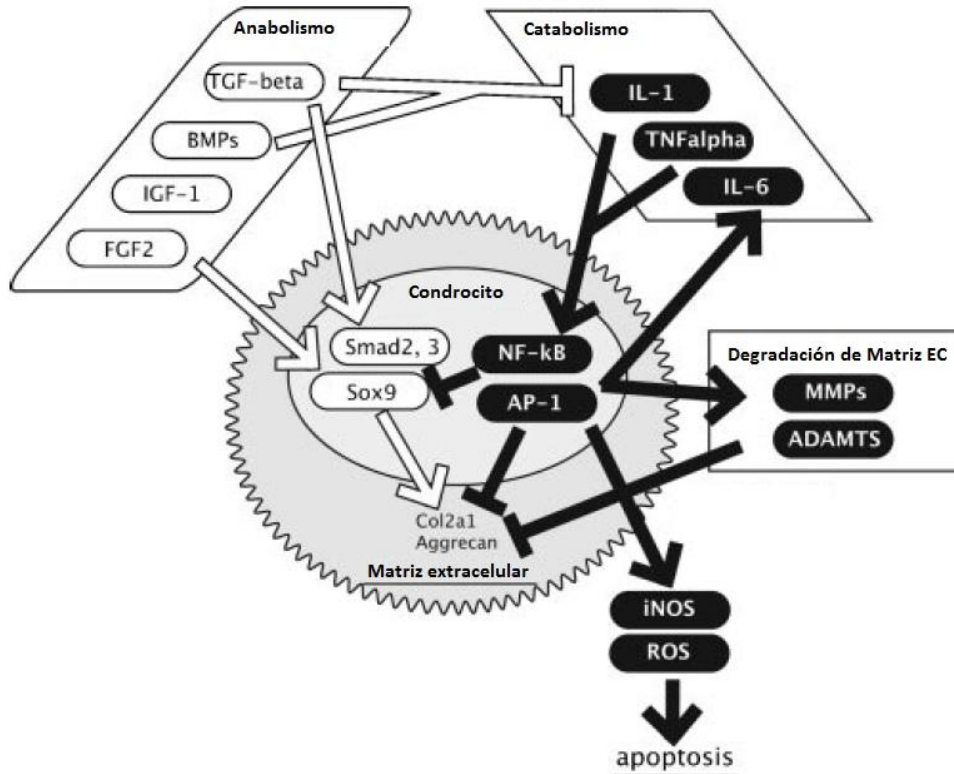 Anabolismo
TGF-beta
BMPs
IGF-1
FGF2
Catabolismo
IL-1
TNFalpha
IL-6
Condrocito
Smad2, 3
Sox9
NF-kB
AP-1
Col2a1
Aggrecan
Matriz extracelular
Degradación de Matriz EC
MMPs
ADAMTS
iNOS
ROS
apoptosis